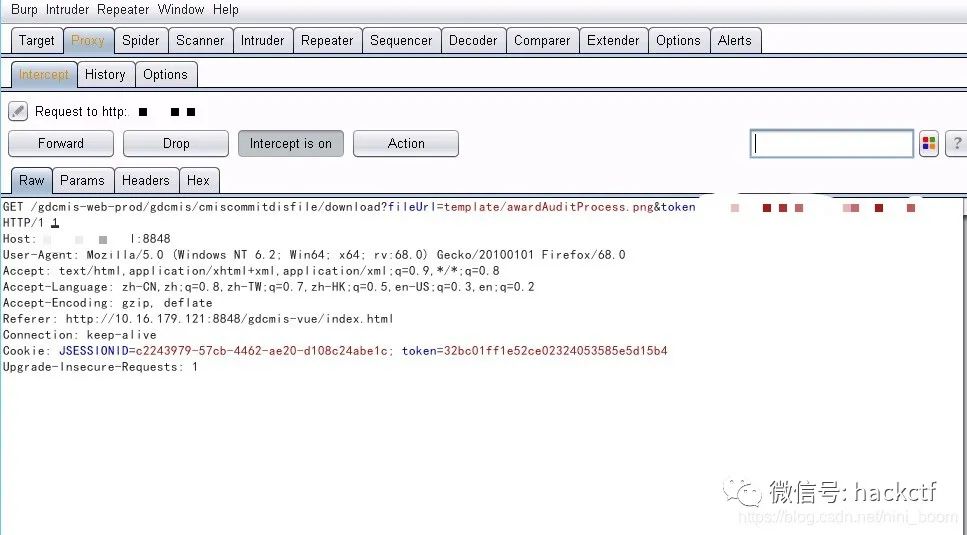 Burp Intruder Repeater Window Help
Target Proxy Spider Scanner Intruder Repeater Sequencer Decoder Comparer Extender Options Alerts
Intercept History Options
Request to http:
Forward Drop Intercept is on Action
?
Raw Params Headers Hex
GET /gdcmis-web-prod/gdcmis/cmiscommitdisfile/download?fileUrl=template/awardAuditProcess.png&token
HTTP/1.1
Host: l:8848
User-Agent: Mozilla/5.0 (Windows NT 6.2; Win64; x64; rv:68.0) Gecko/20100101 Firefox/68.0
Accept: text/html,application/xhtml+xml,application/xml;q=0.9,*/*;q=0.8
Accept-Language: zh-CN,zh;q=0.8,zh-TW;q=0.7,zh-HK;q=0.5,en-US;q=0.3,en;q=0.2
Accept-Encoding: gzip, deflate
Referer: http://10.16.179.121:8848/gdcmis-vue/index.html
Connection: keep-alive
Cookie: JSESSIONID=c2243979-57cb-4462-ae20-d108c24abe1c; token=32bc01ff1e52ce02324053585e5d15b4
Upgrade-Insecure-Requests: 1
微信号: hackctf
https://blog.csdn.net/nini_boom